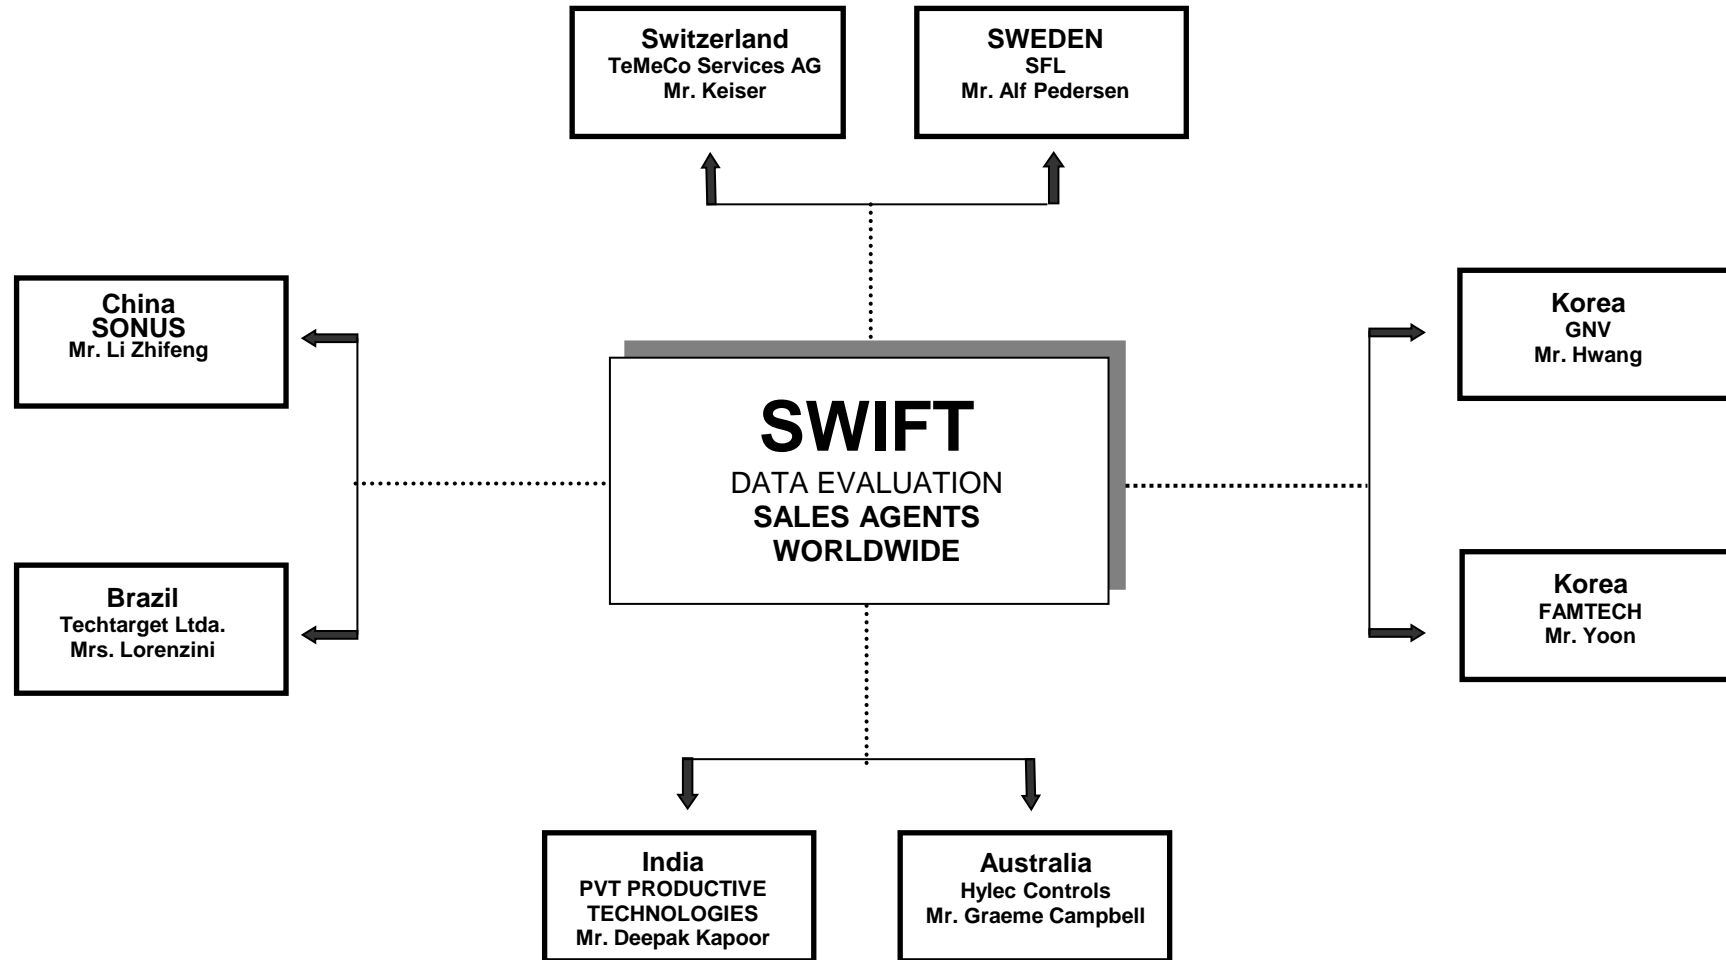 Switzerland
TeMeCo Services AG
Mr. Keiser
SWEDEN
SFL
Mr. Alf Pedersen
China
SONUS
Mr. Li Zhifeng
Korea
GNV
Mr. Hwang
SWIFT
DATA EVALUATION
SALES AGENTS
WORLDWIDE
Brazil
Techtarget Ltda.
Mrs. Lorenzini
Korea
FAMTECH
Mr. Yoon
India
PVT PRODUCTIVE
TECHNOLOGIES
Mr. Deepak Kapoor
Australia
Hylec Controls
Mr. Graeme Campbell